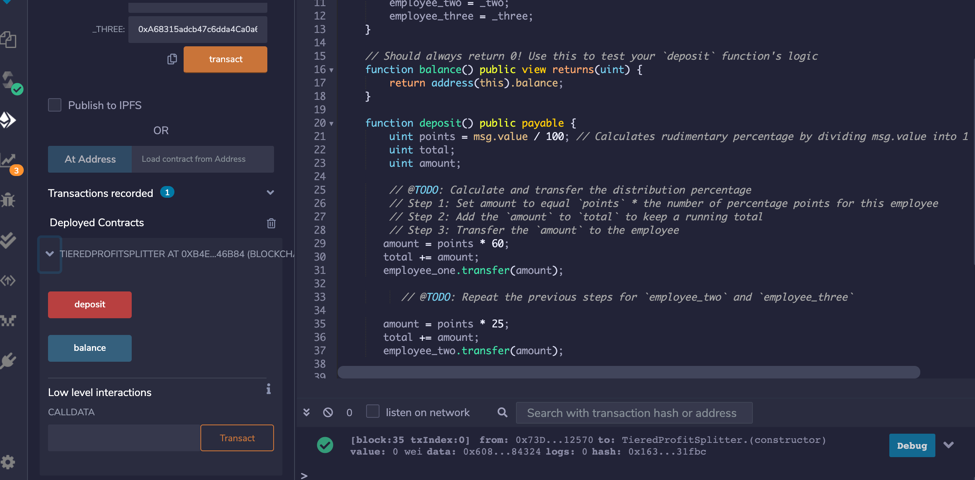 _THREE:
0xA68315adcb47c6dda4Ca0a6
transact
Publish to IPFS
OR
At Address
Load contract from Address
Transactions recorded 1
Deployed Contracts
TIEREDPROFITSPLITTER AT 0XB4E...46B84 (BLOCKCHA
deposit
balance
Low level interactions
i
CALLDATA
Transact
3
11 employee_two = _two;
12 employee_three = _three;
13 }
14
15 // Should always return 0! Use this to test your `deposit` function's logic
16 function balance() public view returns(uint) {
17 return address(this).balance;
18 }
19
20 function deposit() public payable {
21 uint points = msg.value / 100; // Calculates rudimentary percentage by dividing msg.value into 1
22 uint total;
23 uint amount;
24
25 // @TODO: Calculate and transfer the distribution percentage
26 // Step 1: Set amount to equal `points` * the number of percentage points for this employee
27 // Step 2: Add the `amount` to `total` to keep a running total
28 // Step 3: Transfer the `amount` to the employee
29 amount = points * 60;
30 total += amount;
31 employee_one.transfer(amount);
32
33 // @TODO: Repeat the previous steps for `employee_two` and `employee_three`
34
35 amount = points * 25;
36 total += amount;
37 employee_two.transfer(amount);
38
39
0
listen on network
Search with transaction hash or address
[block:35 txIndex:0] from: 0x73D...12570 to: TieredProfitSplitter.(constructor)
value: 0 wei data: 0x608...84324 logs: 0 hash: 0x163...31fbc
Debug
>